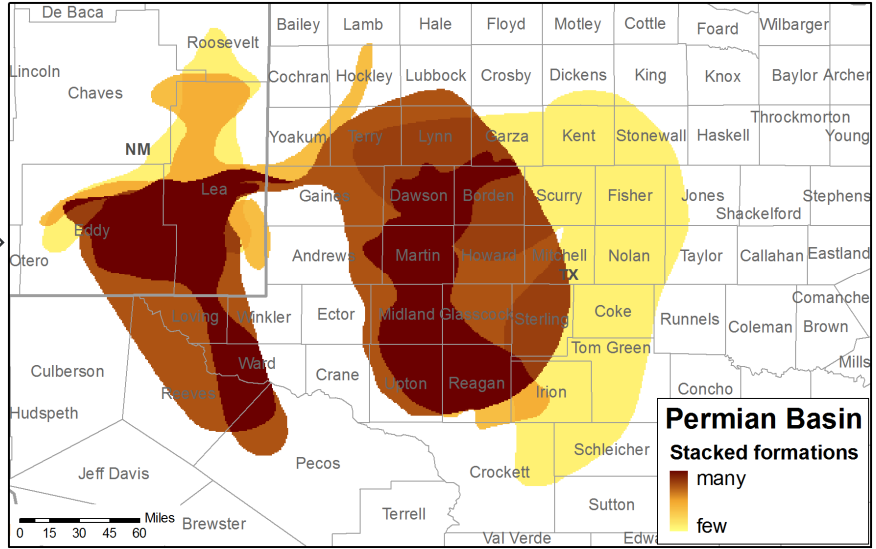 De Baca
Bailey Lamb Hale Floyd Motley Cottle Foard Wilbarger
Roosevelt
Lincoln
Cochran Hockley Lubbock Crosby Dickens King Knox Baylor Archer
Chaves
Throckmorton
NM
Yoakum Terry Lynn Garza Kent Stonewall Haskell Young
Lea
Gaines Dawson Borden Scurry Fisher Jones Stephens
Shackelford
Eddy
Otero
Andrews Martin Howard Mitchell Nolan Taylor Callahan Eastland
TX
Comanche
Loving Winkler Ector Midland Glasscock Sterling Coke Runnels Coleman Brown
Tom Green
Culberson
Ward
Crane
Mills
Reeves
Upton Reagan Irion Concho
Hudspeth
Permian Basin
Stacked formations
many
few
Schleicher
Jeff Davis Pecos Crockett
Sutton
Terrell
Brewster
Val Verde Edwa
Miles
0 15 30 45 60